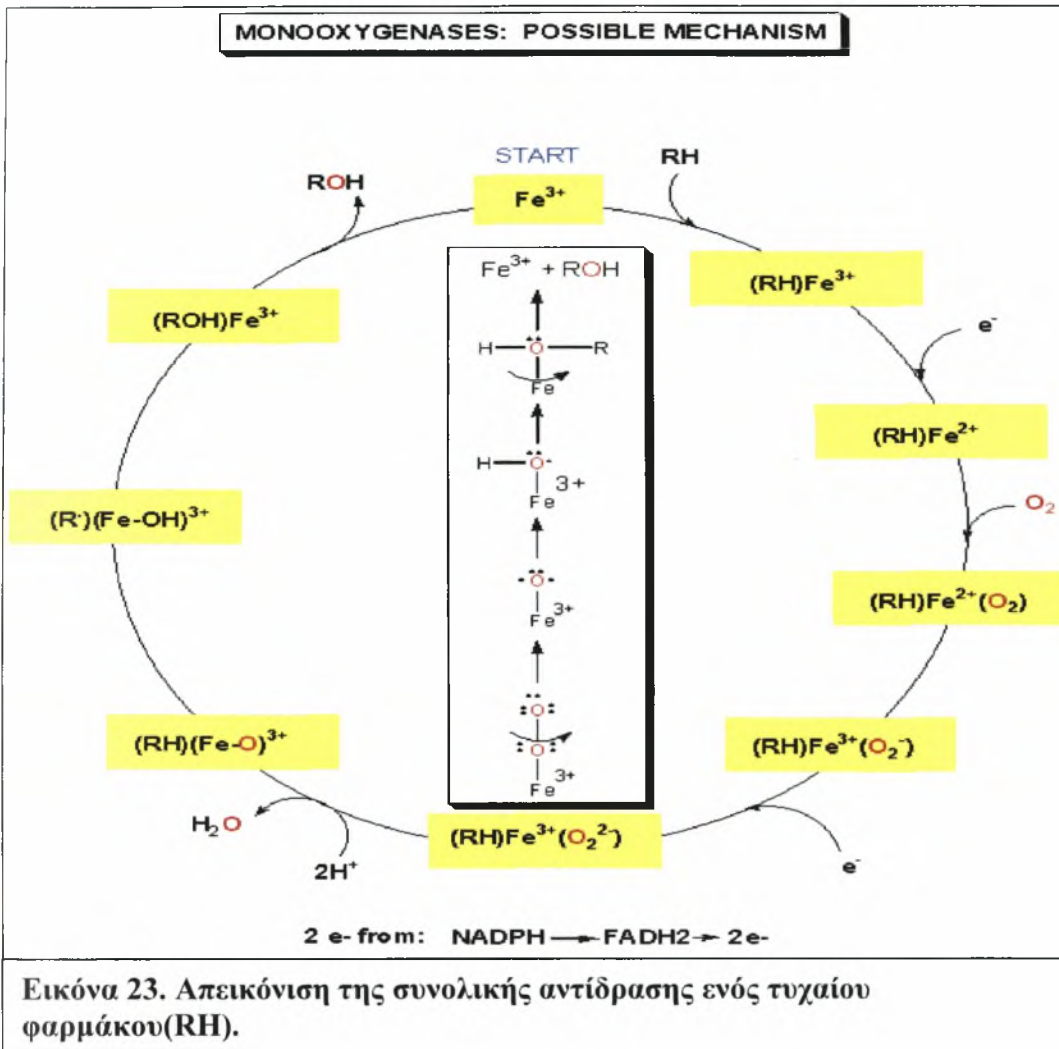 MONOOXYGENASES: POSSIBLE MECHANISM
START
RH
ROH
Fe³⁺
(RH)Fe³⁺
e⁻
(RH)Fe²⁺
O₂
(RH)Fe²⁺(O₂)
(RH)Fe³⁺(O₂⁻)
e⁻
(RH)Fe³⁺(O₂²⁻)
2H⁺
H₂O
(RH)(Fe-O)³⁺
(R·)(Fe-OH)³⁺
(ROH)Fe³⁺
Fe³⁺ + ROH
H—O—R
Fe
H—O
Fe 3+
O
Fe³⁺
O
O
Fe 3+
2 e- from: NADPH → FADH2 → 2e-
Εικόνα 23. Απεικόνιση της συνολικής αντίδρασης ενός τυχαίου
φαρμάκου(RH).